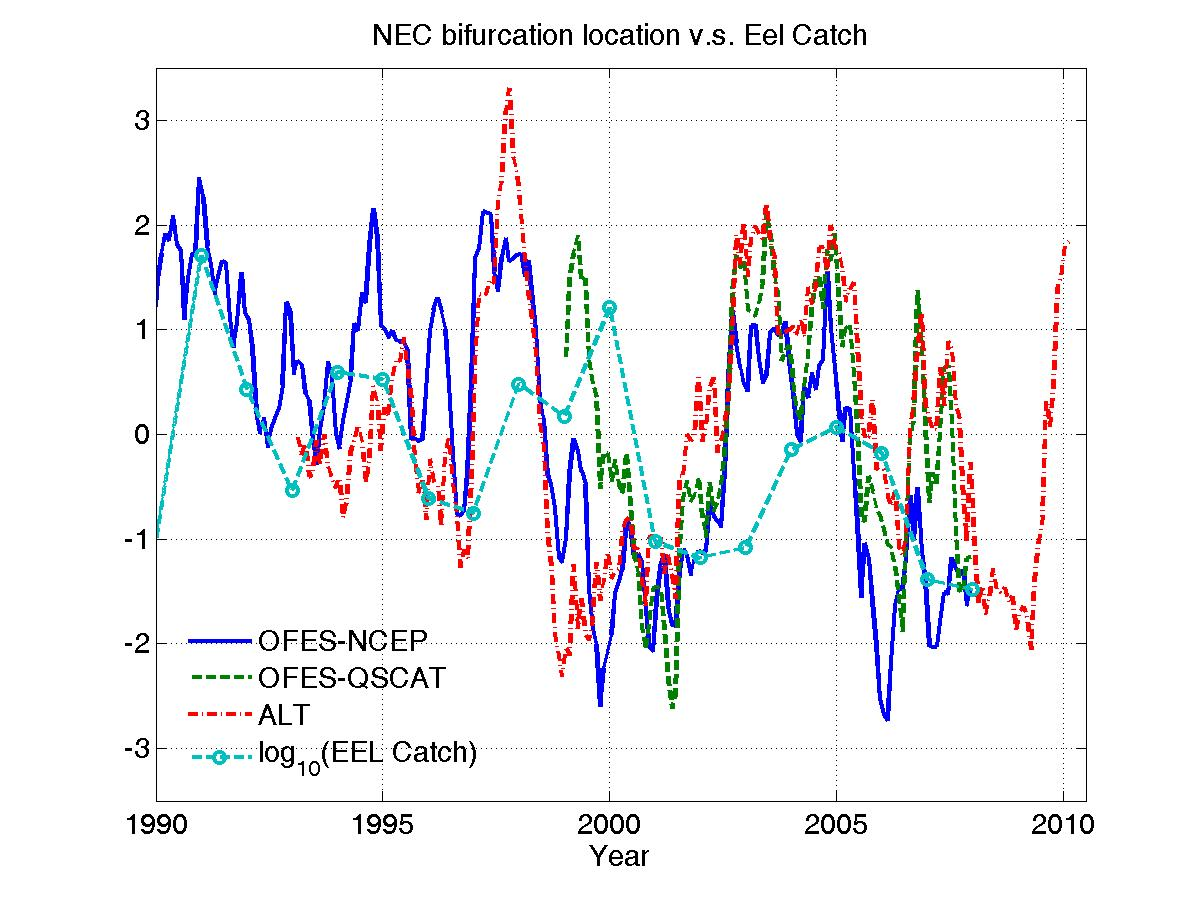 NEC bifurcation location v.s. Eel Catch
3
2
1
0
-1
-2
-3
OFES-NCEP
OFES-QSCAT
ALT
log10(EEL Catch)
1990 1995 2000 2005 2010
Year